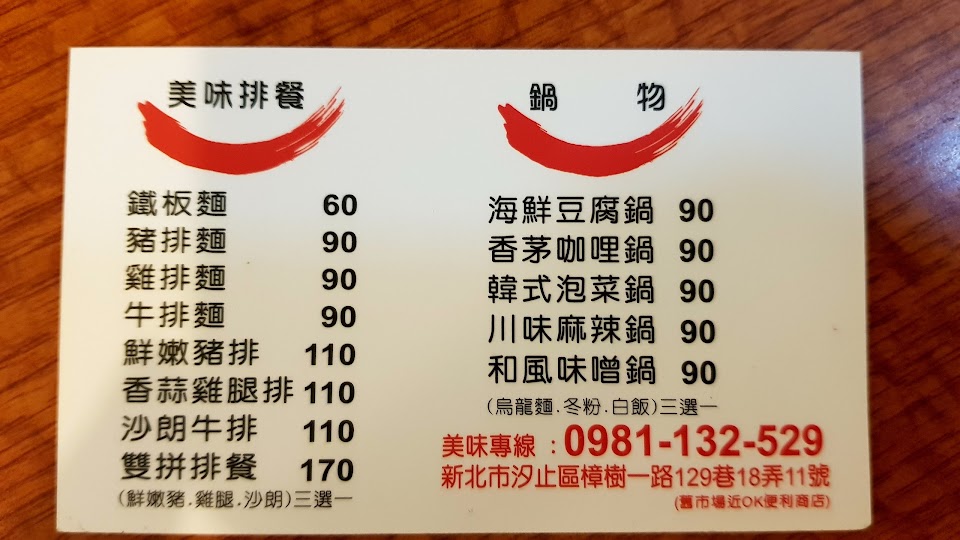 美味排餐
鐵板麵 60
豬排麵 90
雞排麵 90
牛排麵 90
鮮嫩豬排 110
香蒜雞腿排 110
沙朗牛排 110
雙拼排餐 170
(鮮嫩豬.雞腿.沙朗)三選一
鍋 物
海鮮豆腐鍋 90
香茅咖哩鍋 90
韓式泡菜鍋 90
川味麻辣鍋 90
和風味噌鍋 90
(烏龍麵.冬粉.白飯)三選一
美味專線：0981-132-529
新北市汐止區樟樹一路129巷18弄11號
(舊市場近OK便利商店)